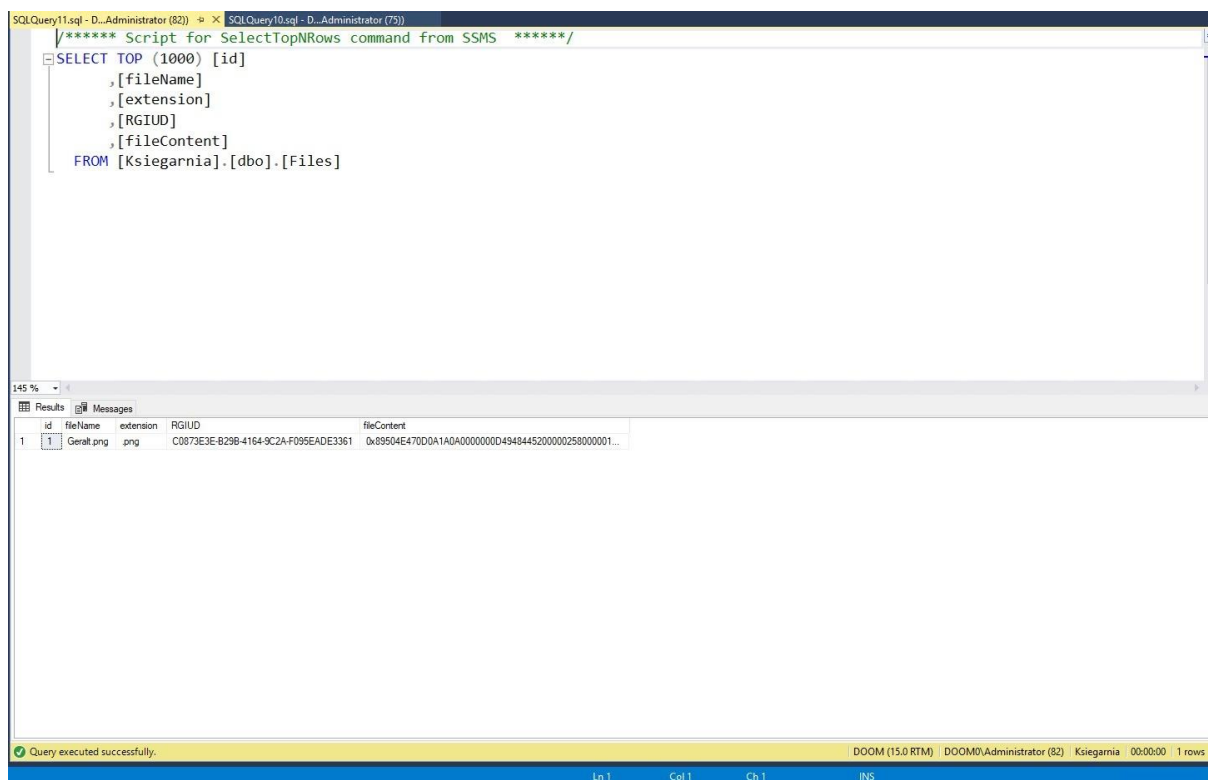 SQLQuery11.sql - D...Administrator (82)) SQLQuery10.sql - D...Administrator (75))
/****** Script for SelectTopNRows command from SSMS ******/
SELECT TOP (1000) [id]
,[fileName]
,[extension]
,[RGIUD]
,[fileContent]
FROM [Ksiegarnia].[dbo].[Files]
145 %
Results Messages
id fileName extension RGIUD fileContent
1 1 Geralt.png .png C0873E3E-B29B-4164-9C2A-F095EADE3361 0x89504E470D0A1A0A0000000D4948445200000258000001...
Query executed successfully. DOOM (15.0 RTM) DOOM0\Administrator (82) Ksiegarnia 00:00:00 1 rows
Ln 1 Col 1 Ch 1 INS